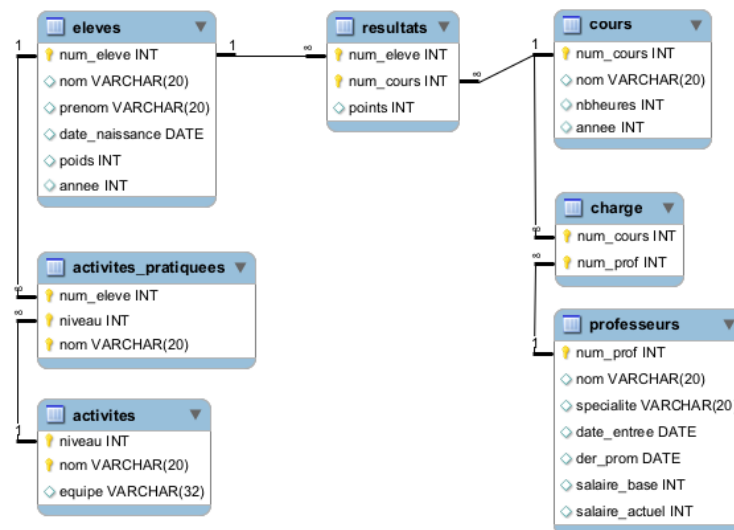 eleves
num_eleve INT
nom VARCHAR(20)
prenom VARCHAR(20)
date_naissance DATE
poids INT
annee INT
1
1
∞
resultats
num_eleve INT
num_cours INT
points INT
∞
1
cours
num_cours INT
nom VARCHAR(20)
nbheures INT
annee INT
charge
∞
num_cours INT
∞
num_prof INT
activites_pratiquees
∞
num_eleve INT
∞
niveau INT
nom VARCHAR(20)
activites
1
niveau INT
nom VARCHAR(20)
equipe VARCHAR(32)
professeurs
1
num_prof INT
nom VARCHAR(20)
specialite VARCHAR(20
date_entree DATE
der_prom DATE
salaire_base INT
salaire_actuel INT